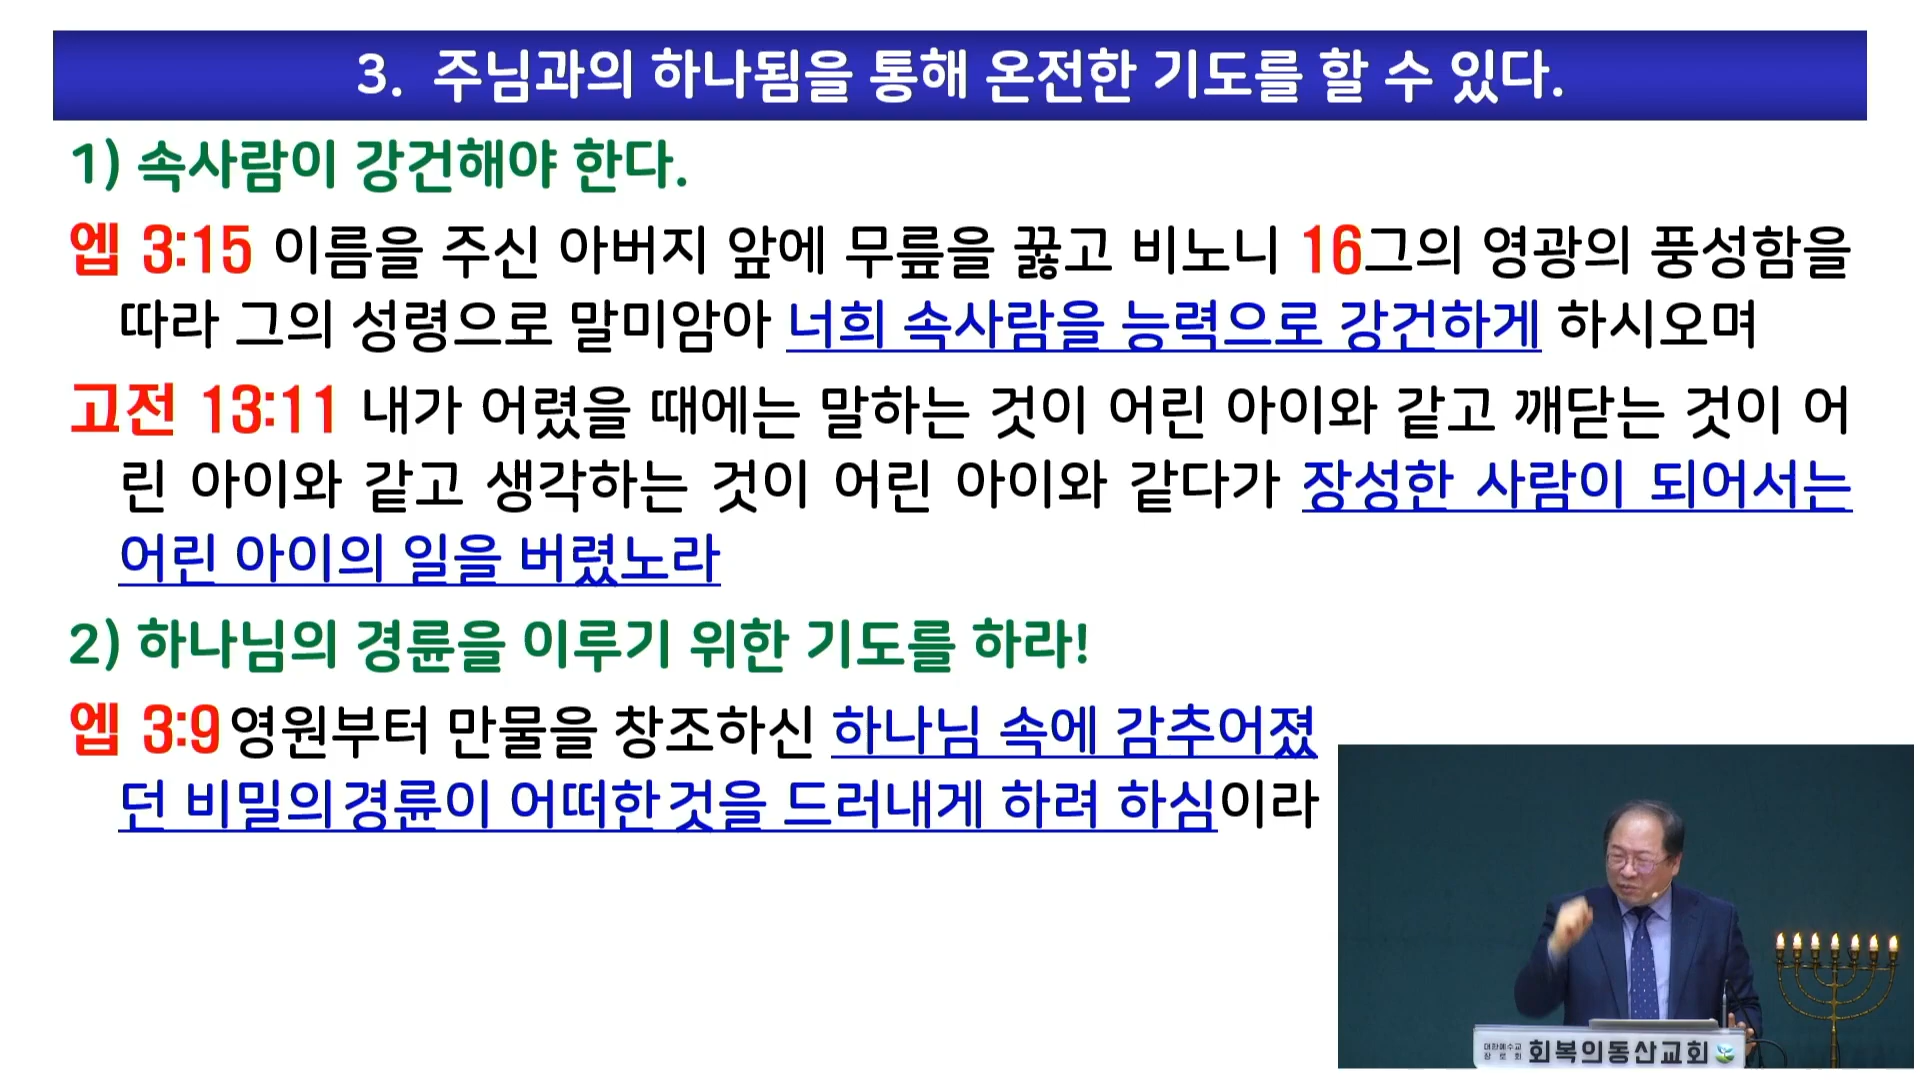 3. 주님과의 하나됨을 통해 온전한 기도를 할 수 있다.
1) 속사람이 강건해야 한다.
엡 3:15 이름을 주신 아버지 앞에 무릎을 꿇고 비노니 16그의 영광의 풍성함을
따라 그의 성령으로 말미암아 너희 속사람을 능력으로 강건하게 하시오며
고전 13:11 내가 어렸을 때에는 말하는 것이 어린 아이와 같고 깨닫는 것이 어
린 아이와 같고 생각하는 것이 어린 아이와 같다가 장성한 사람이 되어서는
어린 아이의 일을 버렸노라
2) 하나님의 경륜을 이루기 위한 기도를 하라!
엡 3:9 영원부터 만물을 창조하신 하나님 속에 감추어졌
던 비밀의 경륜이 어떠한 것을 드러내게 하려 하심이라
대한예수교
장로회 회복의동산교회